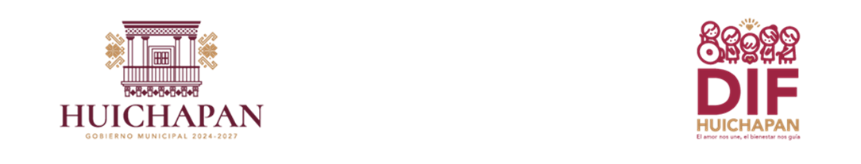 HUICHAPAN
GOBIERNO MUNICIPAL 2024-2027
DIF
HUICHAPAN
El amor nos une, el bienestar nos guía